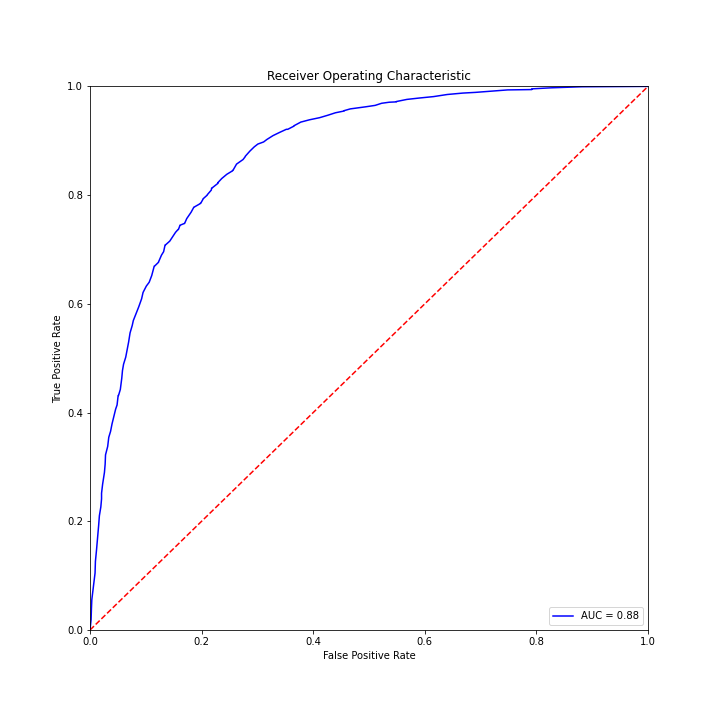 Receiver Operating Characteristic
1.0
0.8
0.6
0.4
0.2
0.0
True Positive Rate
AUC = 0.88
0.0 0.2 0.4 0.6 0.8 1.0
False Positive Rate